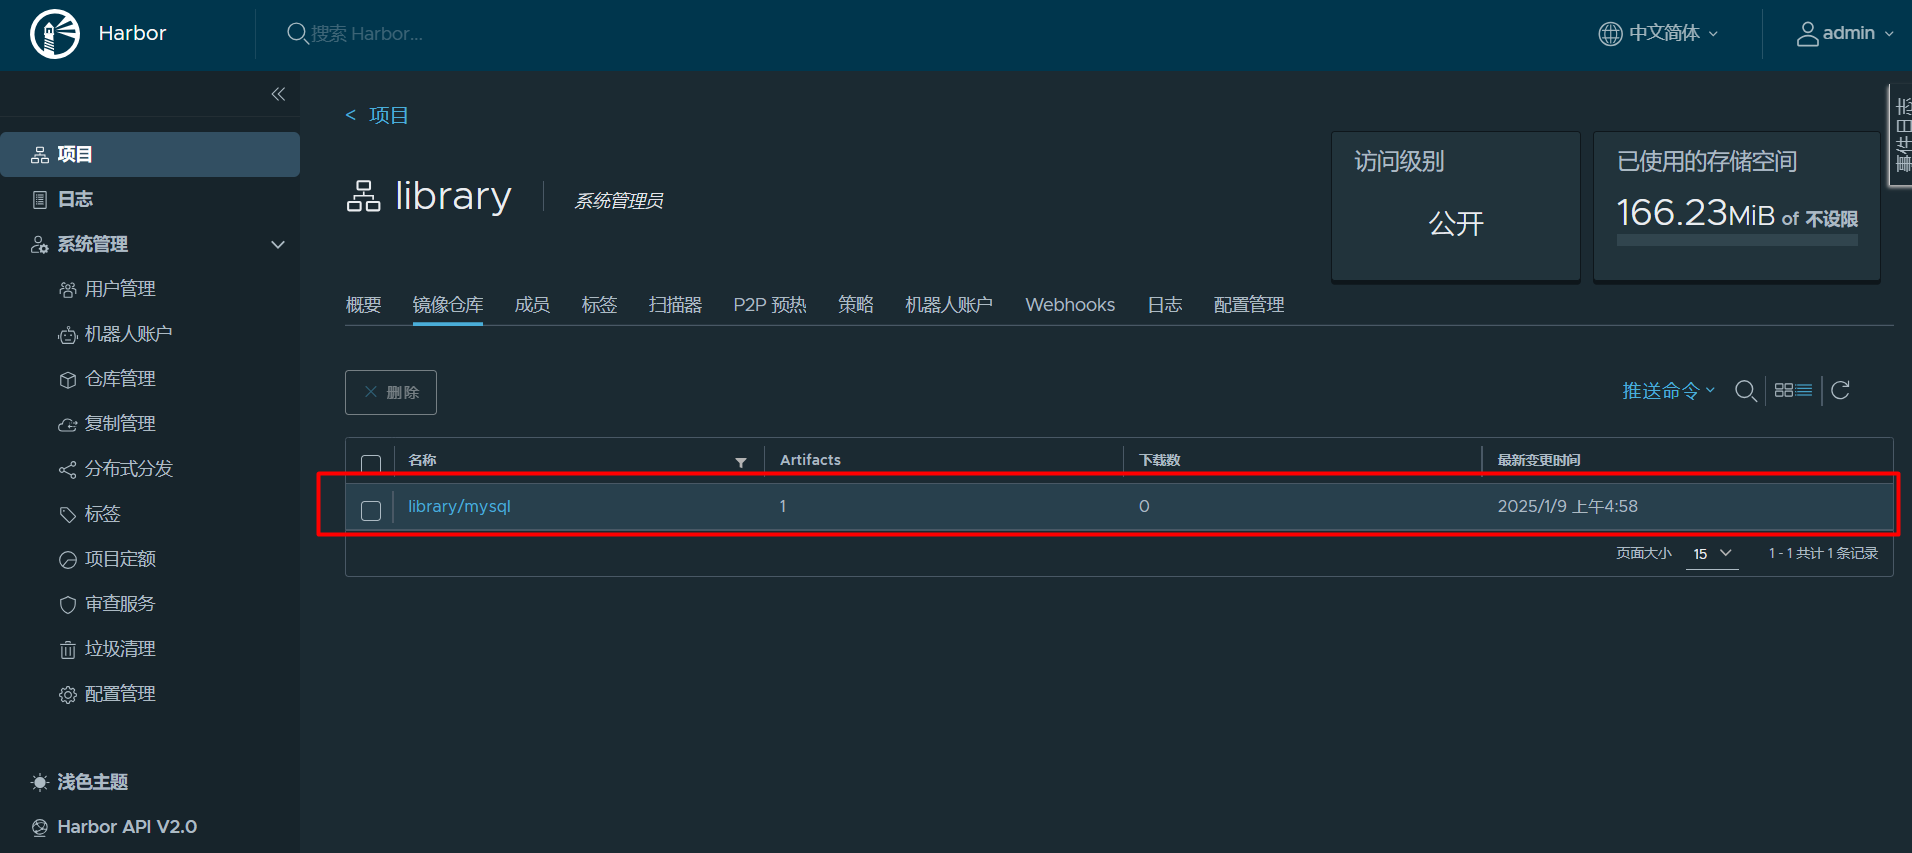 Harbor
搜索 Harbor...
中文简体
admin
项目
日志
系统管理
用户管理
机器人账户
仓库管理
复制管理
分布式分发
标签
项目定额
审查服务
垃圾清理
配置管理
浅色主题
Harbor API V2.0
< 项目
library
系统管理员
访问级别
公开
已使用的存储空间
166.23MiB of 不设限
事件日志
概要 镜像仓库 成员 标签 扫描器 P2P 预热 策略 机器人账户 Webhooks 日志 配置管理
删除
推送命令
名称 Artifacts 下载数 最新变更时间
library/mysql 1 0 2025/1/9 上午4:58
页面大小 15 1 - 1 共计 1 条记录